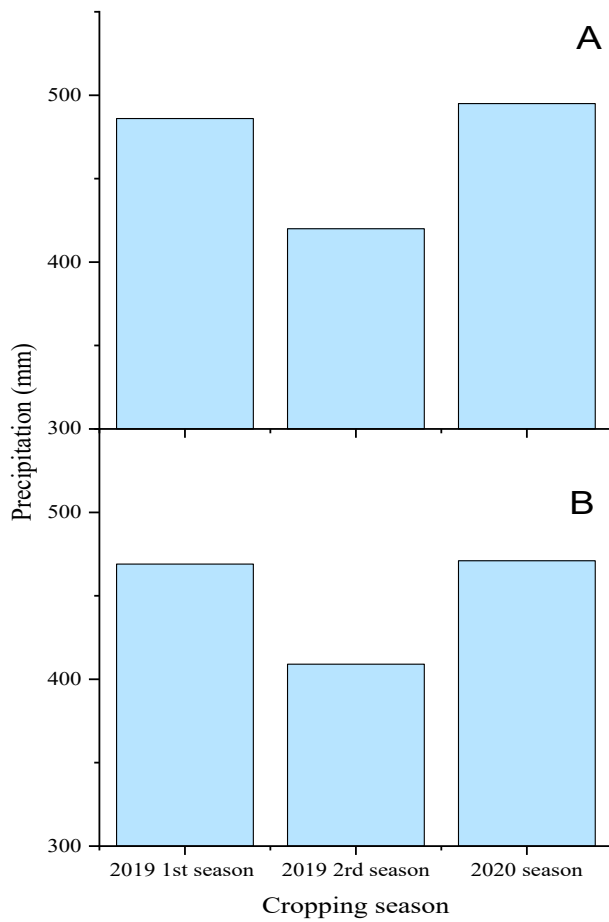 A
500
400
300
Precipitation (mm)
B
500
400
300
2019 1st season 2019 2rd season 2020 season
Cropping season